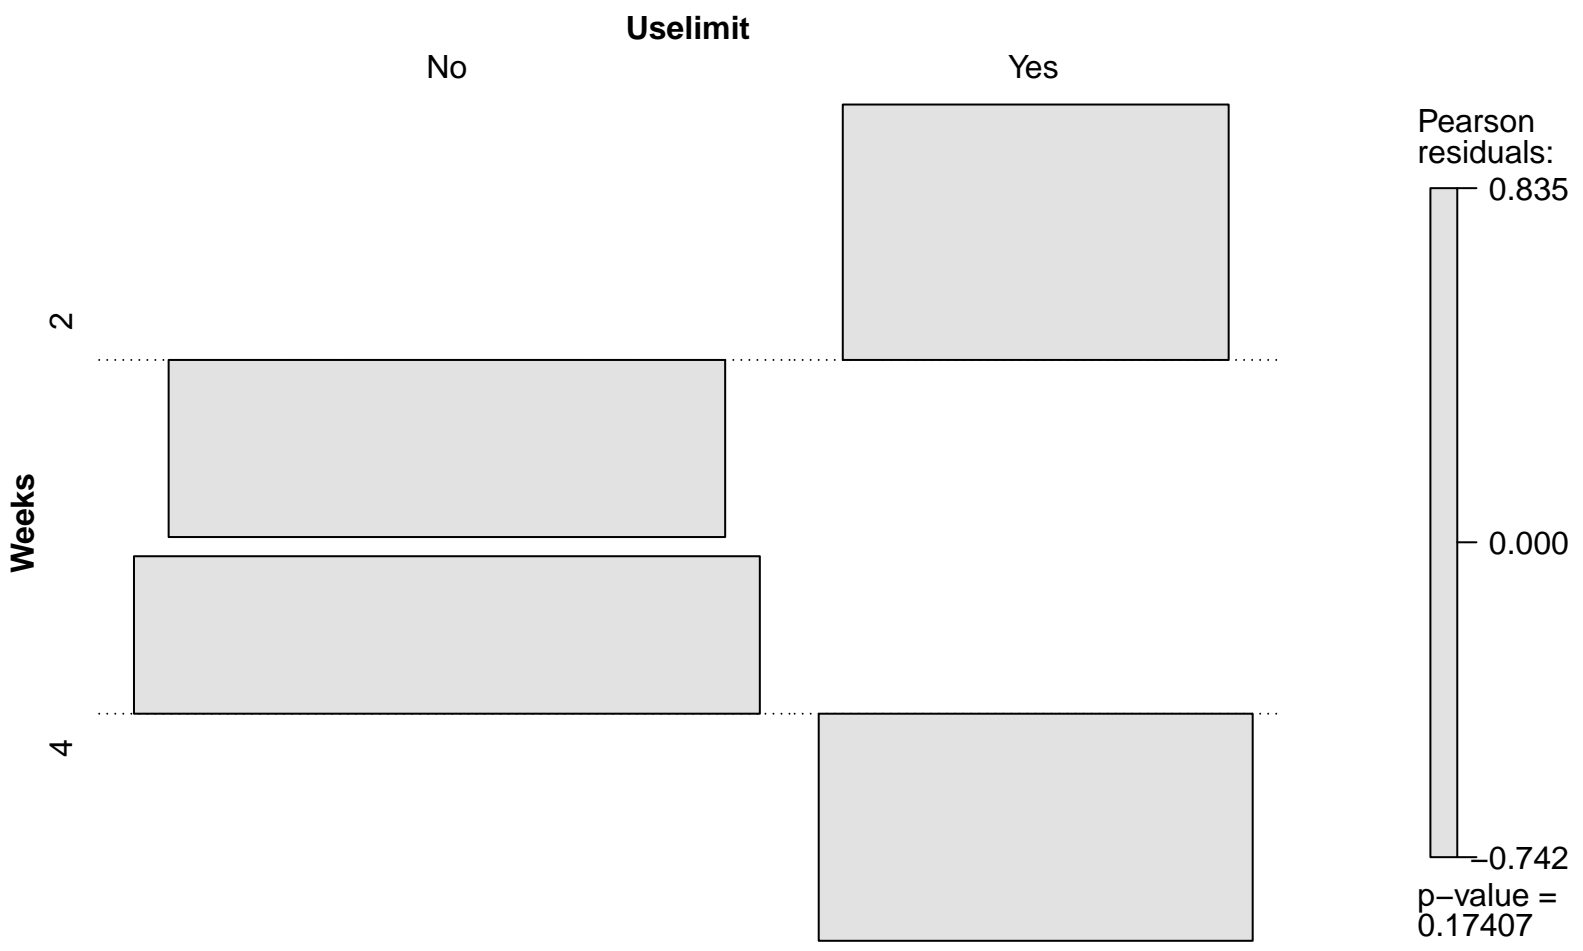 Uselimit
No
Yes
Weeks
2
4
Pearson
residuals:
0.835
0.000
−0.742
p−value =
0.17407